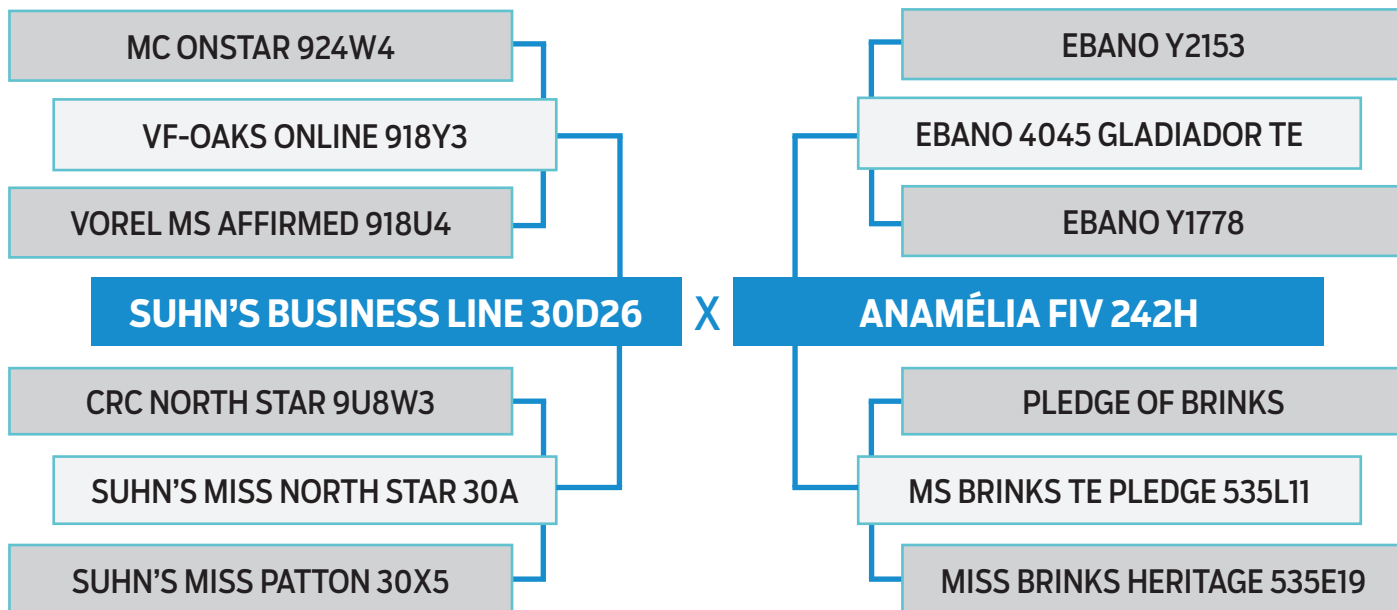 MC ONSTAR 924W4
VF-OAKS ONLINE 918Y3
VOREL MS AFFIRMED 918U4
SUHN'S BUSINESS LINE 30D26
CRC NORTH STAR 9U8W3
SUHN'S MISS NORTH STAR 30A
SUHN'S MISS PATTON 30X5
X
EBANO Y2153
EBANO 4045 GLADIADOR TE
EBANO Y1778
ANAMÉLIA FIV 242H
PLEDGE OF BRINKS
MS BRINKS TE PLEDGE 535L11
MISS BRINKS HERITAGE 535E19